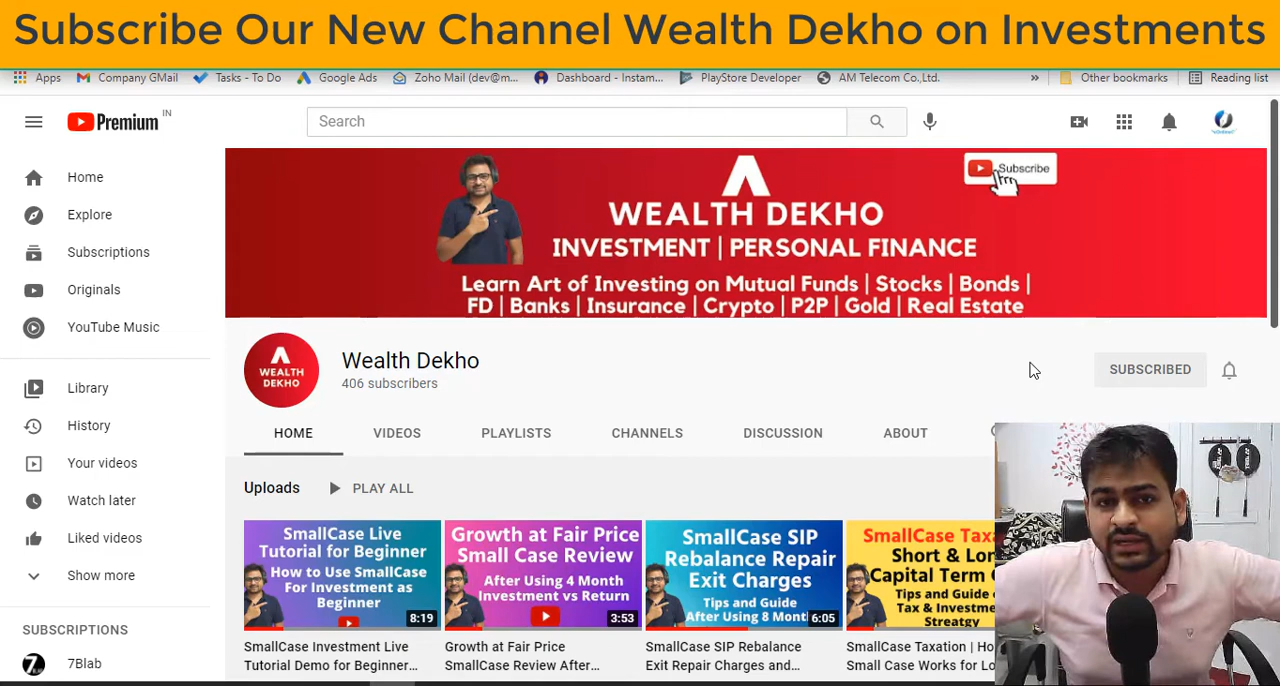 Subscribe Our New Channel Wealth Dekho on Investments
Apps
Company GMail
Tasks - To Do
Google Ads
Zoho Mail (dev@m...
Dashboard - Instam...
PlayStore Developer
AM Telecom Co.,Ltd.
»
Other bookmarks
Reading list
Premium IN
Search
Home
Explore
Subscriptions
Originals
YouTube Music
Library
History
Your videos
Watch later
Liked videos
Show more
SUBSCRIPTIONS
7Blab
Subscribe
WEALTH DEKHO
INVESTMENT | PERSONAL FINANCE
Learn Art of Investing on Mutual Funds | Stocks | Bonds |
FD | Banks | Insurance | Crypto | P2P | Gold | Real Estate
WEALTH
DEKHO
Wealth Dekho
406 subscribers
SUBSCRIBED
HOME
VIDEOS
PLAYLISTS
CHANNELS
DISCUSSION
ABOUT
Uploads
PLAY ALL
SmallCase Live
Tutorial for Beginner
How to Use SmallCase
For Investment as
Beginner
8:19
SmallCase Investment Live
Tutorial Demo for Beginner...
Growth at Fair Price
Small Case Review
After Using 4 Month
Investment vs Return
3:53
Growth at Fair Price
SmallCase Review After...
SmallCase SIP
Rebalance Repair
Exit Charges
Tips and Guide
After Using 8 Month
6:05
SmallCase SIP Rebalance
Exit Repair Charges and...
SmallCase Taxa
Short & Lon
Capital Term
Tips and Guide
Tax & Investme
Streatgy
SmallCase Taxation | Ho
Small Case Works for Lo